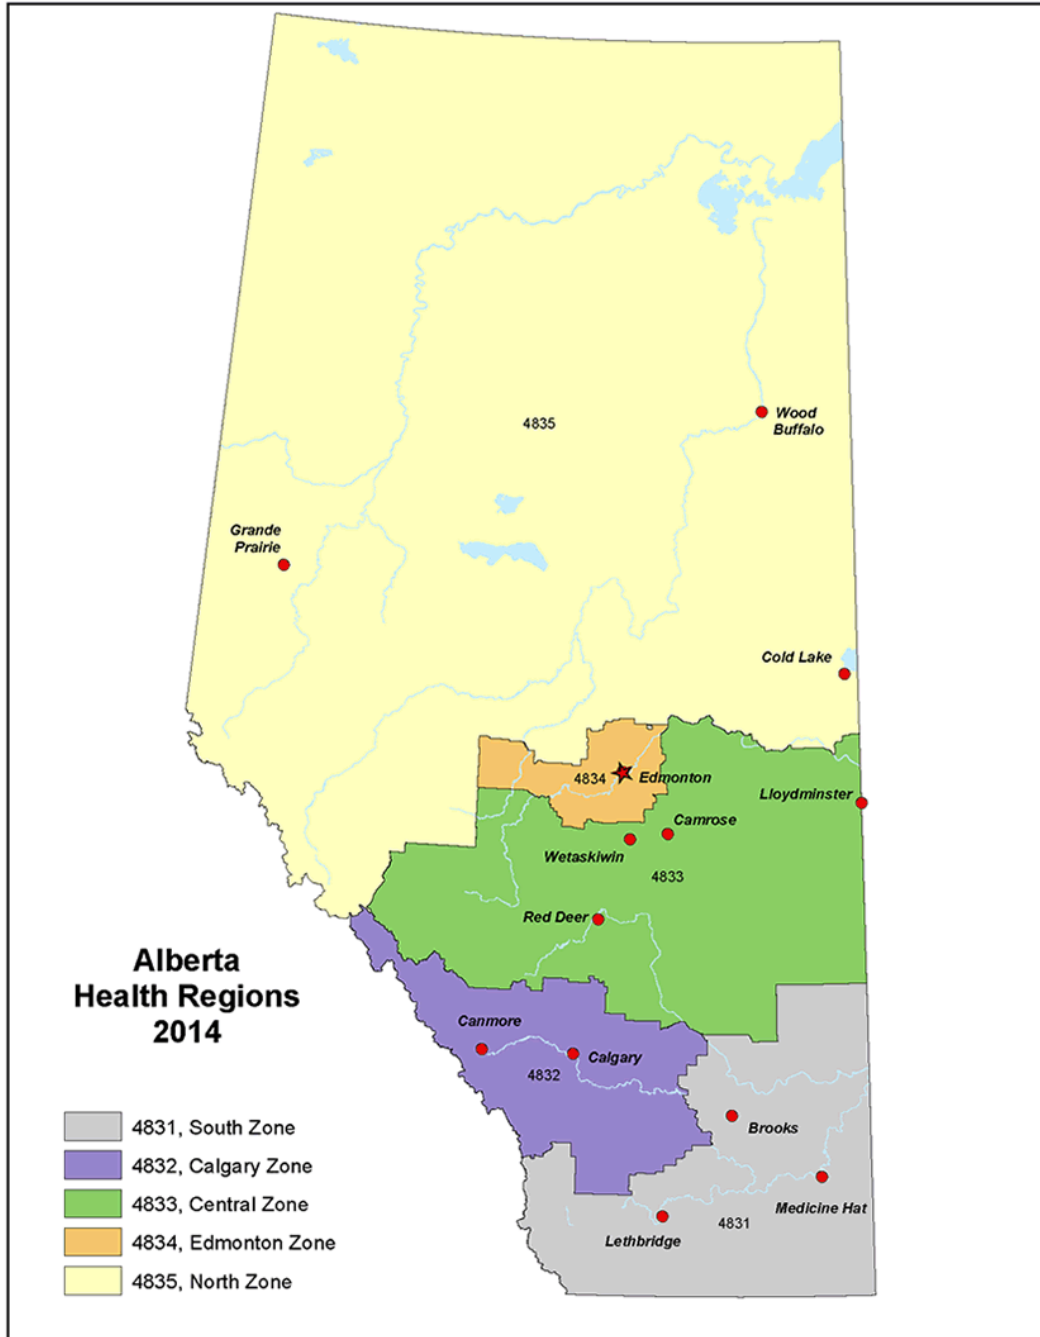 4835
Wood
Buffalo
Grande
Prairie
Cold Lake
4834
Edmonton
Lloydminster
Camrose
Wetaskiwin
4833
Red Deer
Alberta
Health Regions
2014
Canmore
Calgary
4832
Brooks
Medicine Hat
4831
Lethbridge
4831, South Zone
4832, Calgary Zone
4833, Central Zone
4834, Edmonton Zone
4835, North Zone